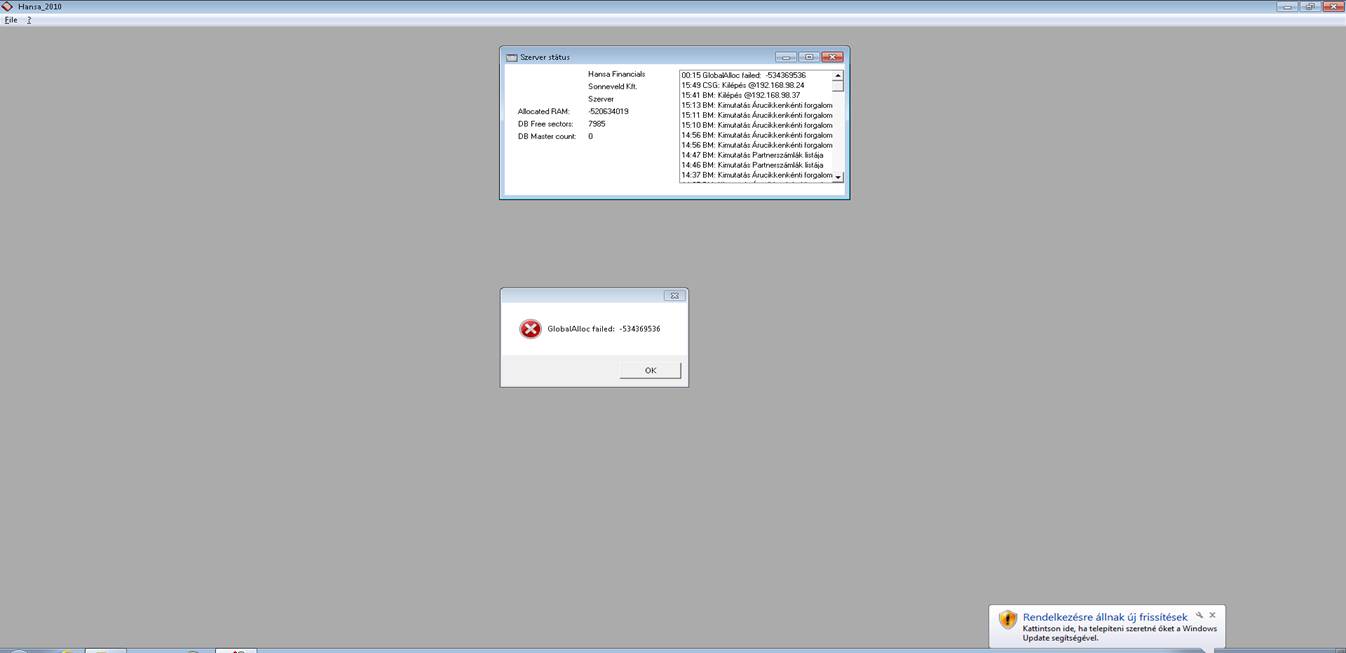 Hansa_2010
File ?
Szerver státus
Hansa Financials
Sonneveld Kft.
Szerver
Allocated RAM: -520634019
DB Free sectors: 7985
DB Master count: 0
00:15 GlobalAlloc failed: -534369536
15:49 CSG: Kilépés @192.168.98.24
15:41 BM: Kilépés @192.168.98.37
15:13 BM: Kimutatás Árucikkenkénti forgalom
15:11 BM: Kimutatás Árucikkenkénti forgalom
15:10 BM: Kimutatás Árucikkenkénti forgalom
14:56 BM: Kimutatás Árucikkenkénti forgalom
14:56 BM: Kimutatás Árucikkenkénti forgalom
14:47 BM: Kimutatás Partnerszámlák listája
14:46 BM: Kimutatás Partnerszámlák listája
14:37 BM: Kimutatás Árucikkenkénti forgalom
GlobalAlloc failed: -534369536
OK
Rendelkezésre állnak új frissítések
Kattintson ide, ha telepíteni szeretné őket a Windows
Update segítségével.